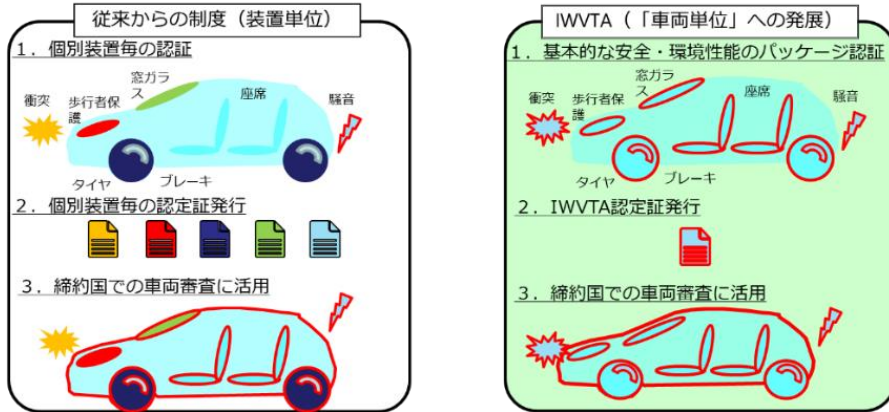 従来からの制度（装置単位）
１．個別装置毎の認証
窓ガラ
ス
座席
衝突
歩行者保
護
騒音
タイヤ
ブレーキ
２．個別装置毎の認定証発行
３．締約国での車両審査に活用
IWVTA（「車両単位」への発展）
１．基本的な安全・環境性能のパッケージ認証
窓ガラ
ス
座席
衝突
歩行者保
護
騒音
タイヤ
ブレーキ
２．IWVTA認定証発行
３．締約国での車両審査に活用